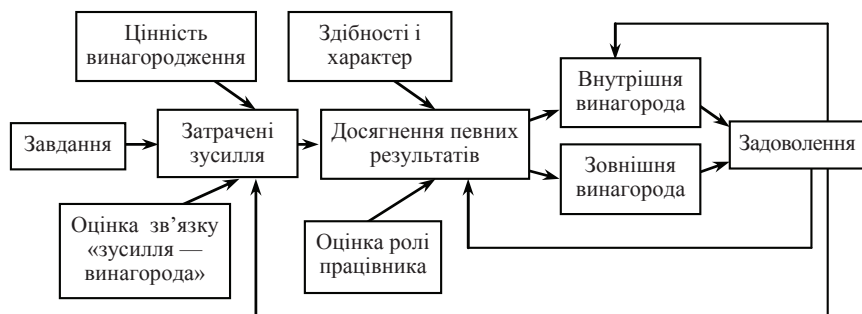 Цінність
винагородження
Здібності і
характер
Внутрішня
винагорода
Завдання
Затрачені
зусилля
Досягнення певних
результатів
Задоволення
Зовнішня
винагорода
Оцінка зв’язку
«зусилля —
винагорода»
Оцінка ролі
працівника